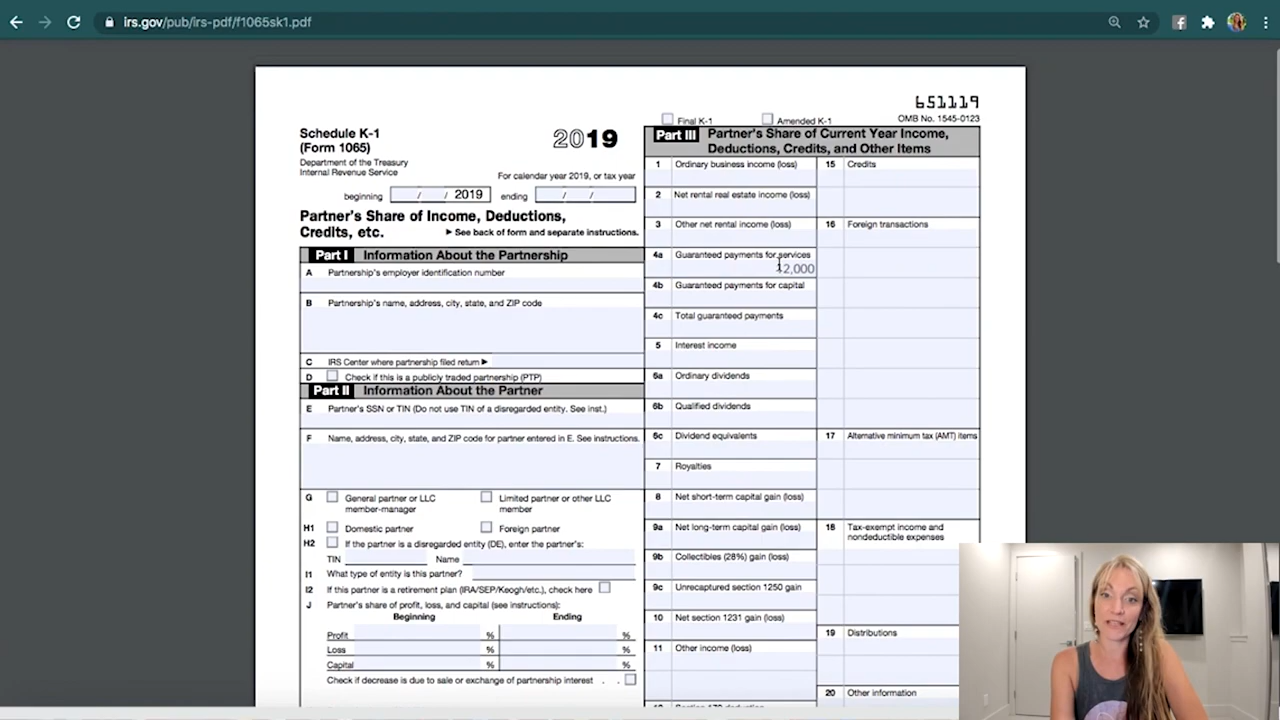 irs.gov/pub/irs-pdf/f1065sk1.pdf
651119
Final K-1 Amended K-1 OMB No. 1545-0123
Schedule K-1
(Form 1065)
2019
Department of the Treasury
Internal Revenue Service
For calendar year 2019, or tax year
beginning / / 2019 ending / /
Partner's Share of Income, Deductions,
Credits, etc.
► See back of form and separate instructions.
Part I Information About the Partnership
A Partnership's employer identification number
B Partnership's name, address, city, state, and ZIP code
C IRS Center where partnership filed return ►
D Check if this is a publicly traded partnership (PTP)
Part II Information About the Partner
E Partner's SSN or TIN (Do not use TIN of a disregarded entity. See inst.)
F Name, address, city, state, and ZIP code for partner entered in E. See instructions.
G General partner or LLC
member-manager
Limited partner or other LLC
member
H1 Domestic partner Foreign partner
H2 If the partner is a disregarded entity (DE), enter the partner's:
TIN Name
I1 What type of entity is this partner?
I2 If this partner is a retirement plan (IRA/SEP/Keogh/etc.), check here
J Partner's share of profit, loss, and capital (see instructions):
Beginning Ending
Profit % %
Loss % %
Capital % %
Check if decrease is due to sale or exchange of partnership interest . .
Part III Partner's Share of Current Year Income,
Deductions, Credits, and Other Items
1 Ordinary business income (loss)
2 Net rental real estate income (loss)
3 Other net rental income (loss)
4a Guaranteed payments for services
2,000
4b Guaranteed payments for capital
4c Total guaranteed payments
5 Interest income
6a Ordinary dividends
6b Qualified dividends
6c Dividend equivalents
7 Royalties
8 Net short-term capital gain (loss)
9a Net long-term capital gain (loss)
9b Collectibles (28%) gain (loss)
9c Unrecaptured section 1250 gain
10 Net section 1231 gain (loss)
11 Other income (loss)
15 Credits
16 Foreign transactions
17 Alternative minimum tax (AMT) items
18 Tax-exempt income and
nondeductible expenses
19 Distributions
20 Other information